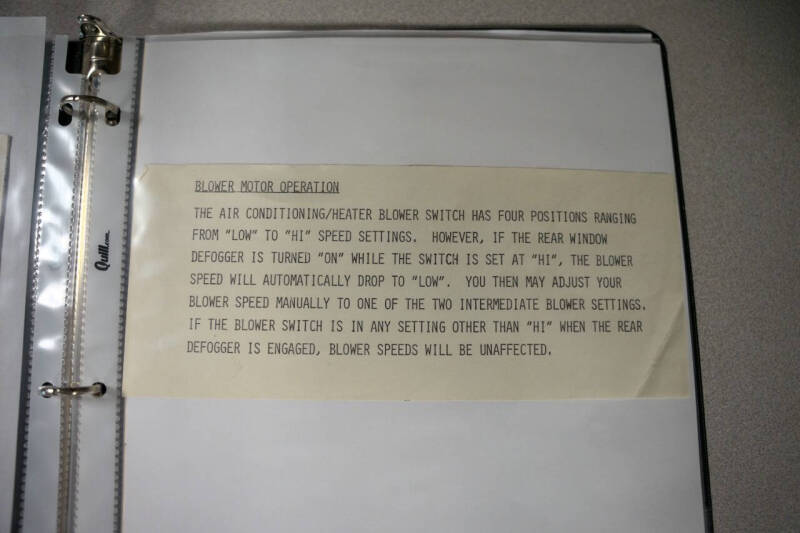 BLOWER MOTOR OPERATION
THE AIR CONDITIONING/HEATER BLOWER SWITCH HAS FOUR POSITIONS RANGING
FROM "LOW" TO "HI" SPEED SETTINGS. HOWEVER, IF THE REAR WINDOW
DEFOGGER IS TURNED "ON" WHILE THE SWITCH IS SET AT "HI", THE BLOWER
SPEED WILL AUTOMATICALLY DROP TO "LOW". YOU THEN MAY ADJUST YOUR
BLOWER SPEED MANUALLY TO ONE OF THE TWO INTERMEDIATE BLOWER SETTINGS.
IF THE BLOWER SWITCH IS IN ANY SETTING OTHER THAN "HI" WHEN THE REAR
DEFOGGER IS ENGAGED, BLOWER SPEEDS WILL BE UNAFFECTED.
Quill.com